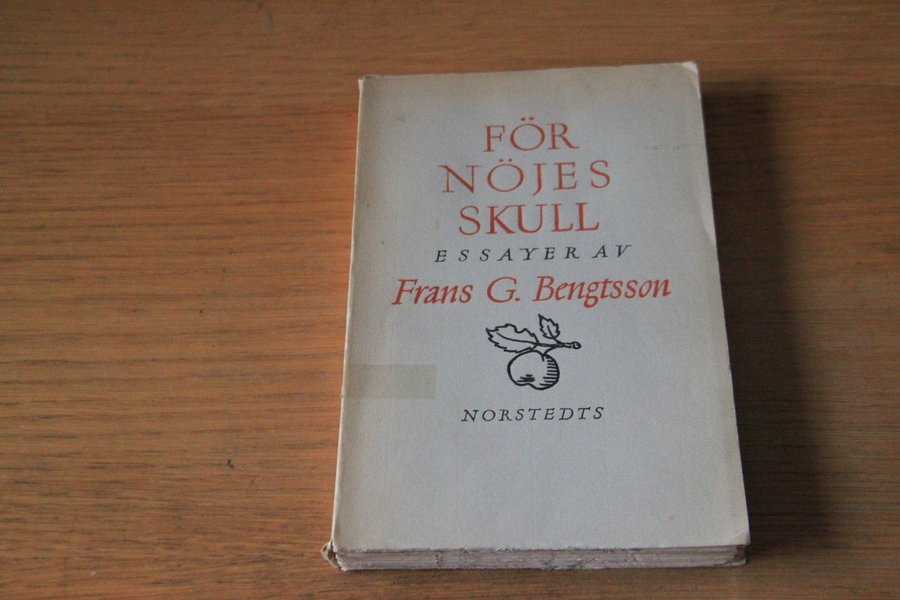 FÖR
NÖJES
SKULL
ESSAYER AV
Frans G. Bengtsson
NORSTEDTS